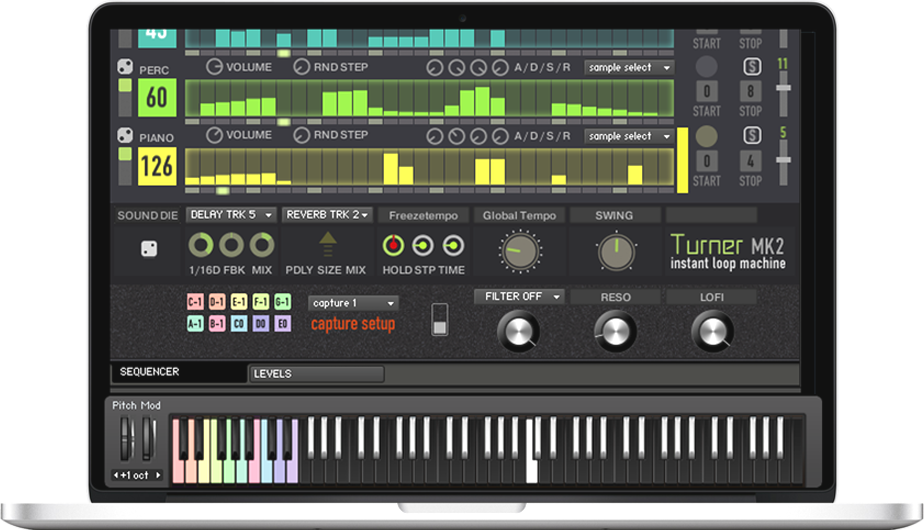 43
START STOP
PERC VOLUME RND STEP A/D/S/R sample select S 11
60 0 8
START STOP
PIANO VOLUME RND STEP A/D/S/R sample select S 5
126 0 4
START STOP
SOUND DIE DELAY TRK 5 REVERB TRK 2 Freezetempo Global Tempo SWING
Turner MK2
instant loop machine
1/16D FBK MIX PDLY SIZE MIX HOLD STP TIME
FILTER OFF RESO LOFI
C-1 D-1 E-1 F-1 G-1 capture 1
A-1 B-1 C0 D0 E0 capture setup
SEQUENCER LEVELS
Pitch Mod
+1 oct